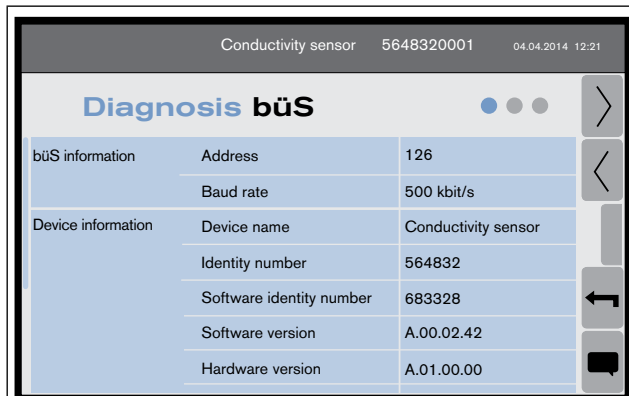 Conductivity sensor 5648320001 04.04.2014 12:21
Diagnosis büS
büS information Address 126
Baud rate 500 kbit/s
Device information Device name Conductivity sensor
Identity number 564832
Software identity number 683328
Software version A.00.02.42
Hardware version A.01.00.00